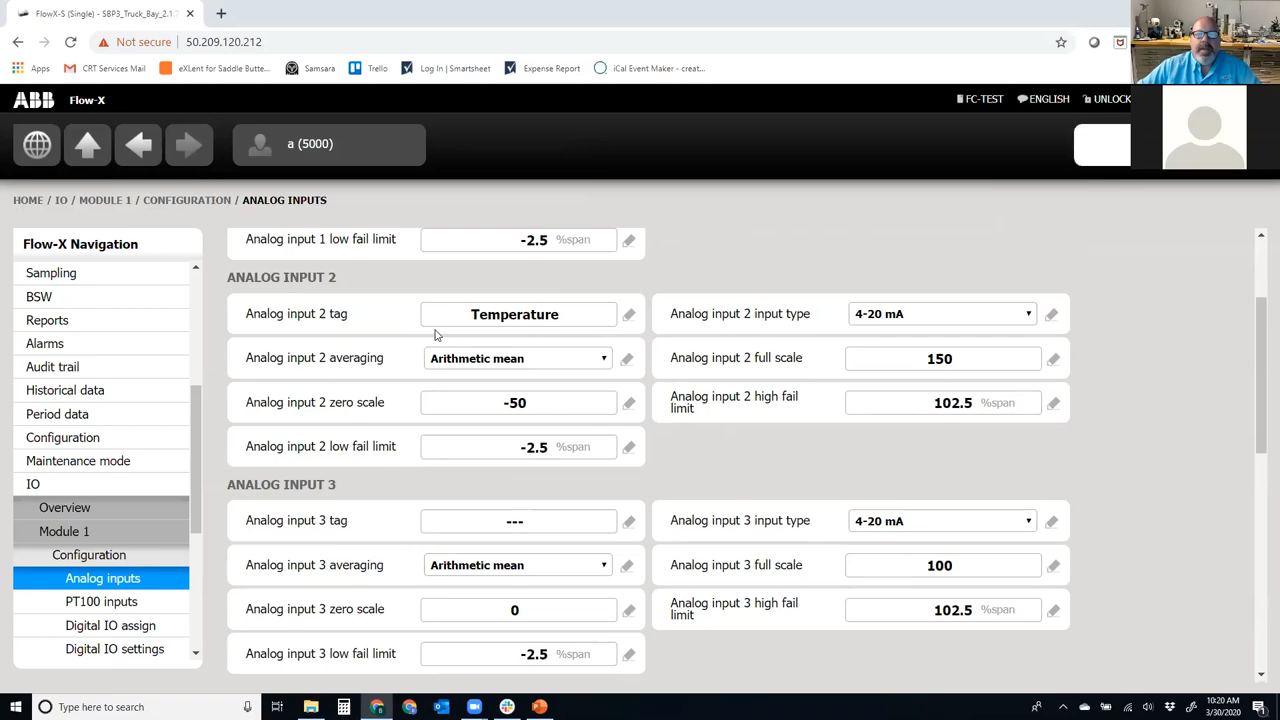 FlowX-S (Single) - SBP3_Truck_Bay_2.1.
Not secure 50.209.120.212
Apps CRT Services Mail eXLent for Saddle Butte... Samsara Trello Log In | Smartsheet Expense Report iCal Event Maker - creat...
ABB Flow-X FC-TEST ENGLISH UNLOCK
a (5000)
HOME / IO / MODULE 1 / CONFIGURATION / ANALOG INPUTS
Flow-X Navigation
Sampling
BSW
Reports
Alarms
Audit trail
Historical data
Period data
Configuration
Maintenance mode
IO
Overview
Module 1
Configuration
Analog inputs
PT100 inputs
Digital IO assign
Digital IO settings
Analog input 1 low fail limit -2.5 %span
ANALOG INPUT 2
Analog input 2 tag Temperature Analog input 2 input type 4-20 mA
Analog input 2 averaging Arithmetic mean Analog input 2 full scale 150
Analog input 2 zero scale -50 Analog input 2 high fail limit 102.5 %span
Analog input 2 low fail limit -2.5 %span
ANALOG INPUT 3
Analog input 3 tag --- Analog input 3 input type 4-20 mA
Analog input 3 averaging Arithmetic mean Analog input 3 full scale 100
Analog input 3 zero scale 0 Analog input 3 high fail limit 102.5 %span
Analog input 3 low fail limit -2.5 %span
Type here to search
10:20 AM
3/30/2020